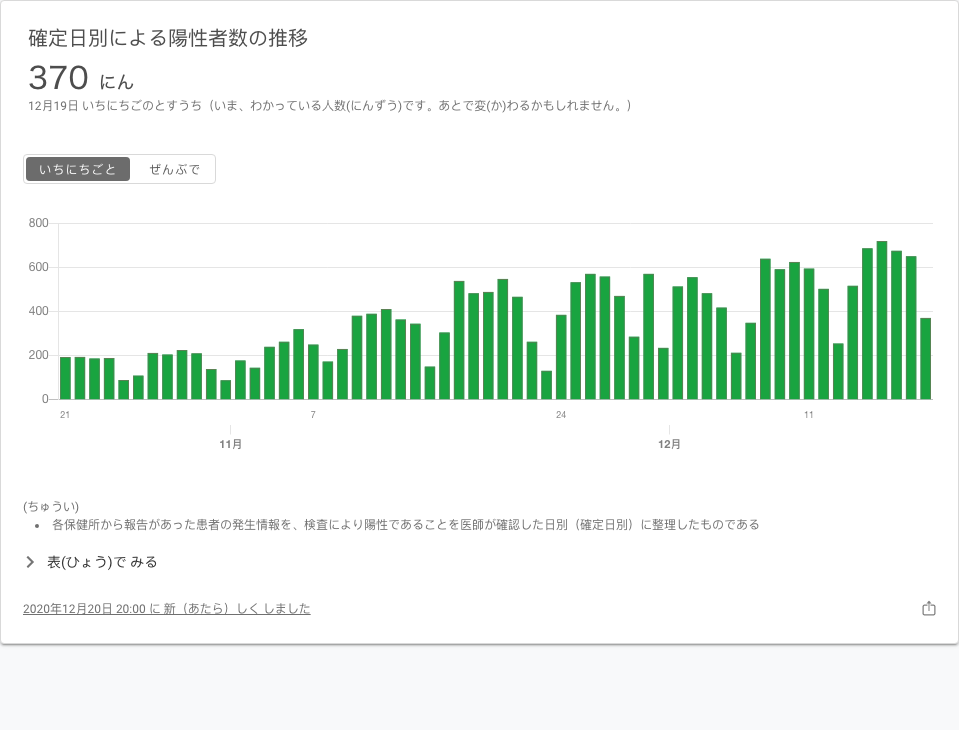 確定日別による陽性者数の推移
370 にん
12月19日 いちにちごのとすうち（いま、わかっている人数(にんずう)です。あとで変(か)わるかもしれません。）
いちにちごと ぜんぶで
800
600
400
200
0
21 7 24 11
11月 12月
(ちゅうい)
• 各保健所から報告があった患者の発生情報を、検査により陽性であることを医師が確認した日別（確定日別）に整理したものである
表(ひょう)で みる
2020年12月20日 20:00 に 新（あたら）しく しました